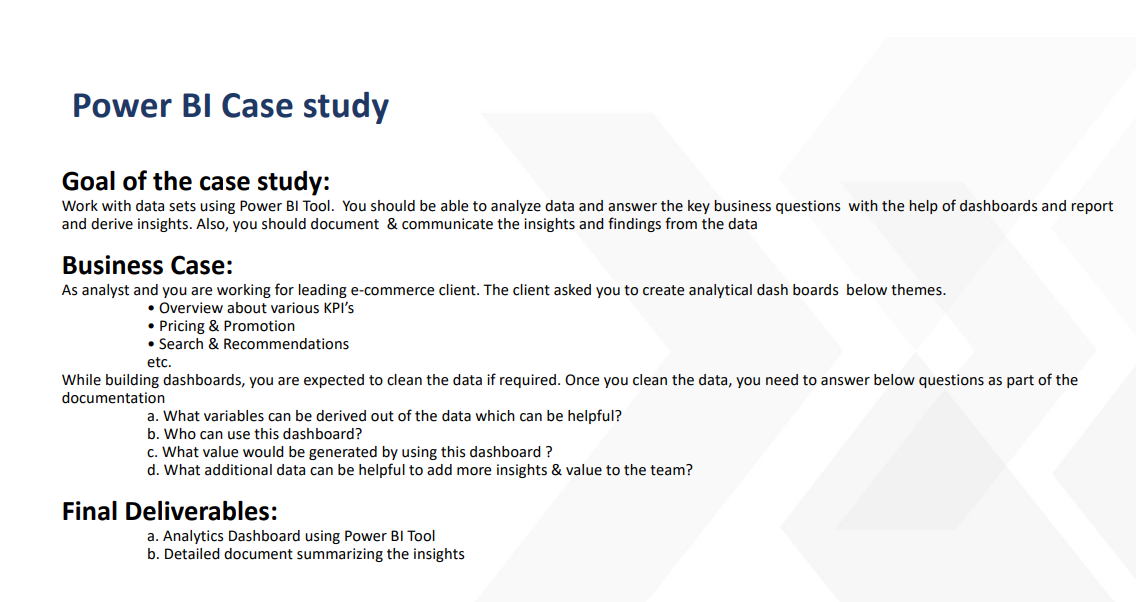 Power BI Case study
Goal of the case study:
Work with data sets using Power BI Tool.  You should be able to analyze data and answer the key business questions  with the help of dashboards and report
and derive insights. Also, you should document  & communicate the insights and findings from the data
Business Case:
As analyst and you are working for leading e-commerce client. The client asked you to create analytical dash boards  below themes.
• Overview about various KPI's
• Pricing & Promotion
• Search & Recommendations
etc.
While building dashboards, you are expected to clean the data if required. Once you clean the data, you need to answer below questions as part of the
documentation
a. What variables can be derived out of the data which can be helpful?
b. Who can use this dashboard?
c. What value would be generated by using this dashboard ?
d. What additional data can be helpful to add more insights & value to the team?
Final Deliverables:
a. Analytics Dashboard using Power BI Tool
b. Detailed document summarizing the insights